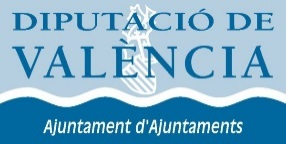 DIPUTACIÓ DE
VALÈNCIA
Ajuntament d'Ajuntaments